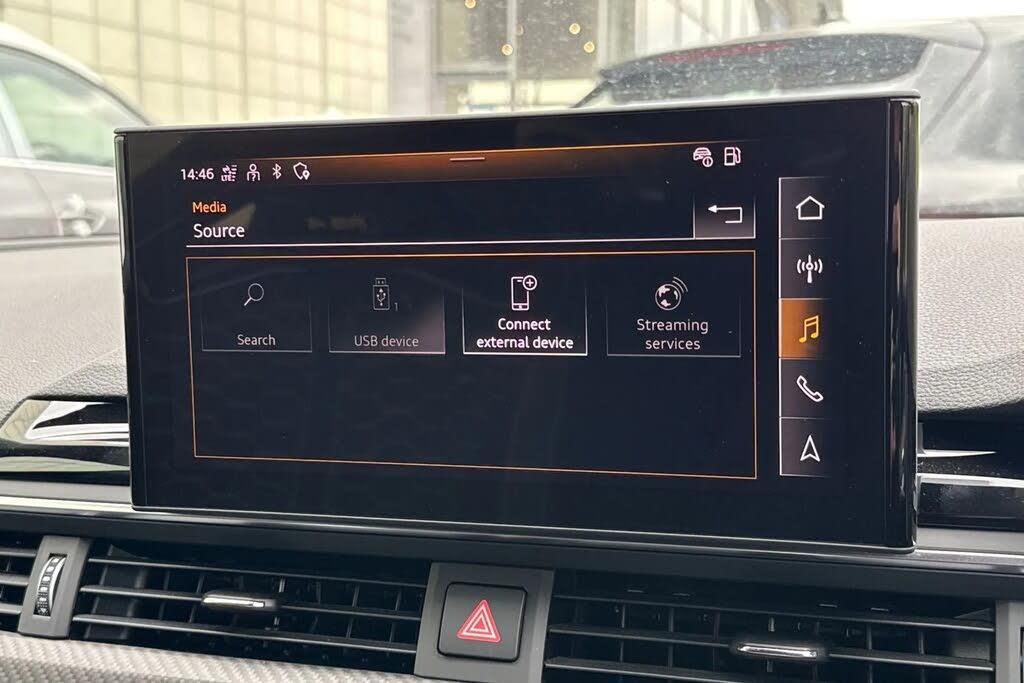 14:46
Media
Source
Search
1
USB device
Connect
external device
Streaming
services